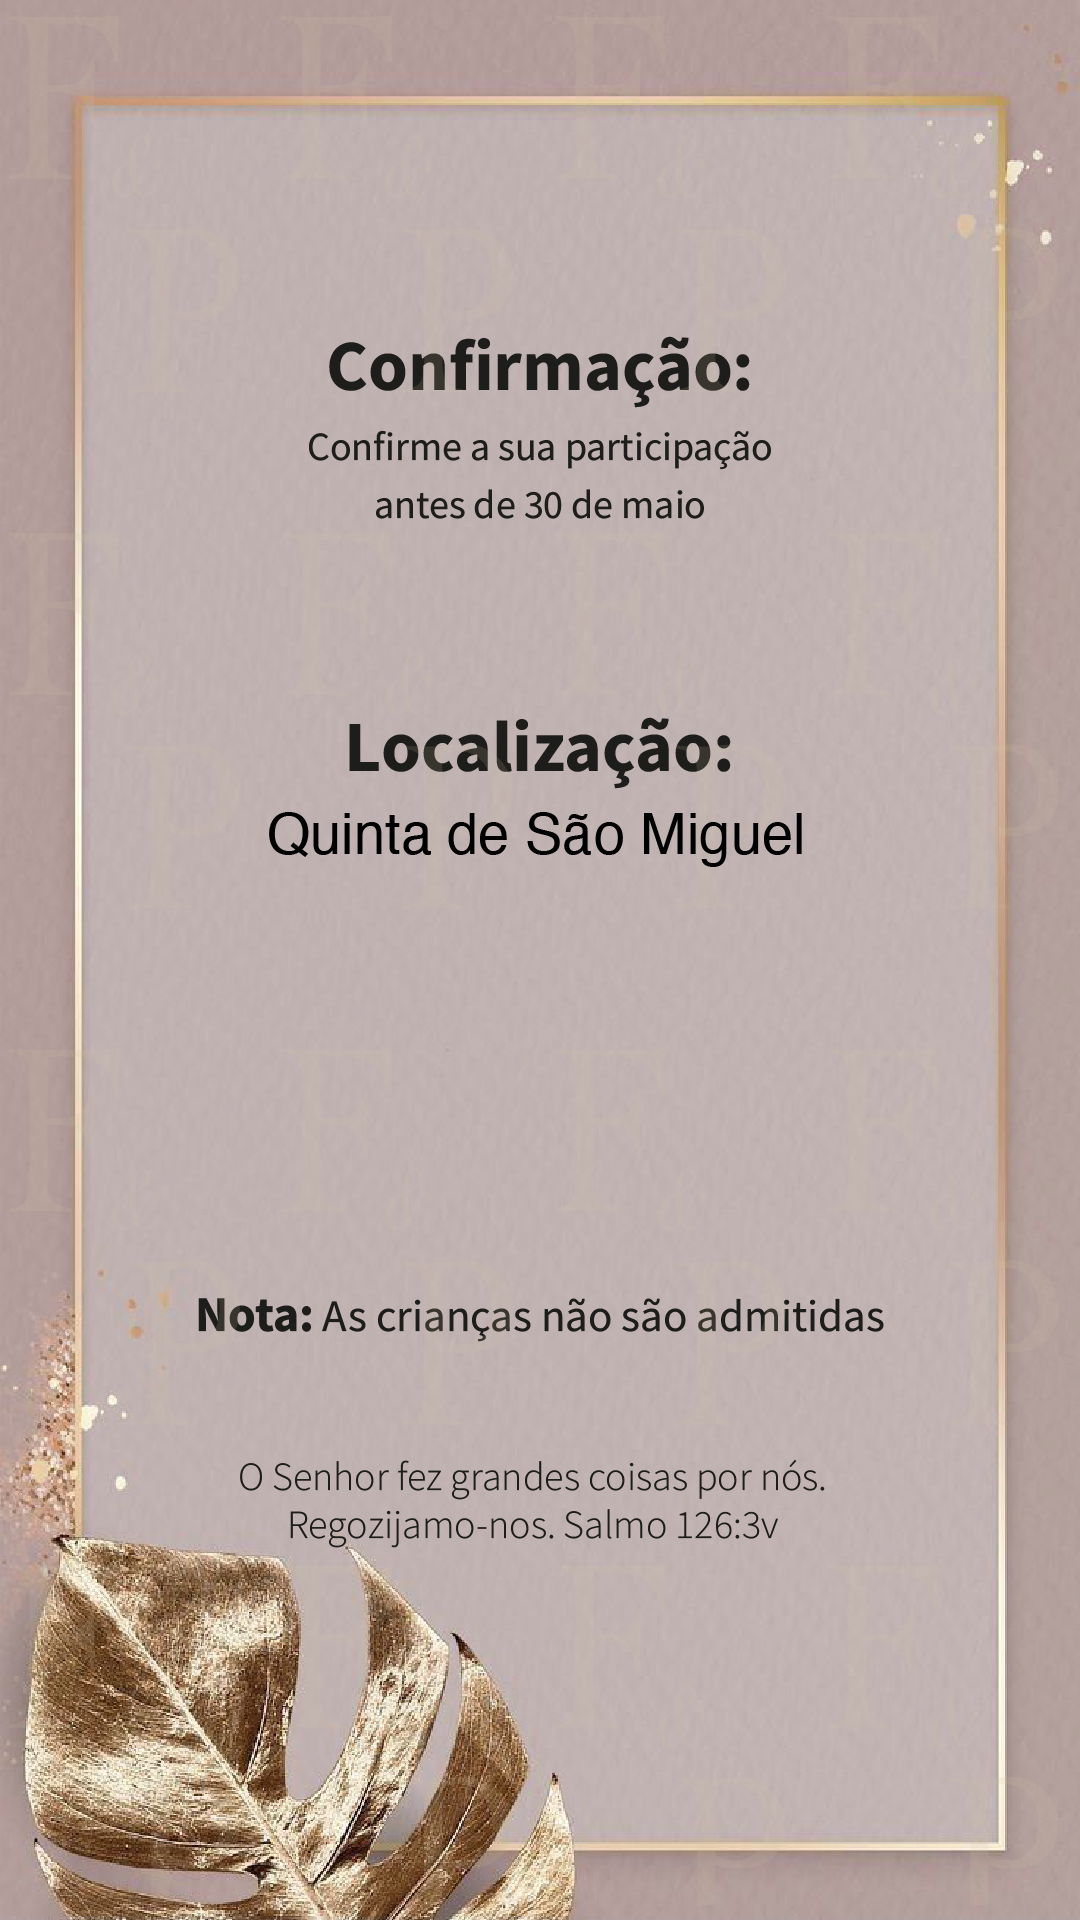 Confirmação:
Confirme a sua participação
antes de 30 de maio
Localização:
Quinta de São Miguel
Nota: As crianças não são admitidas
O Senhor fez grandes coisas por nós.
Regozijamo-nos. Salmo 126:3v